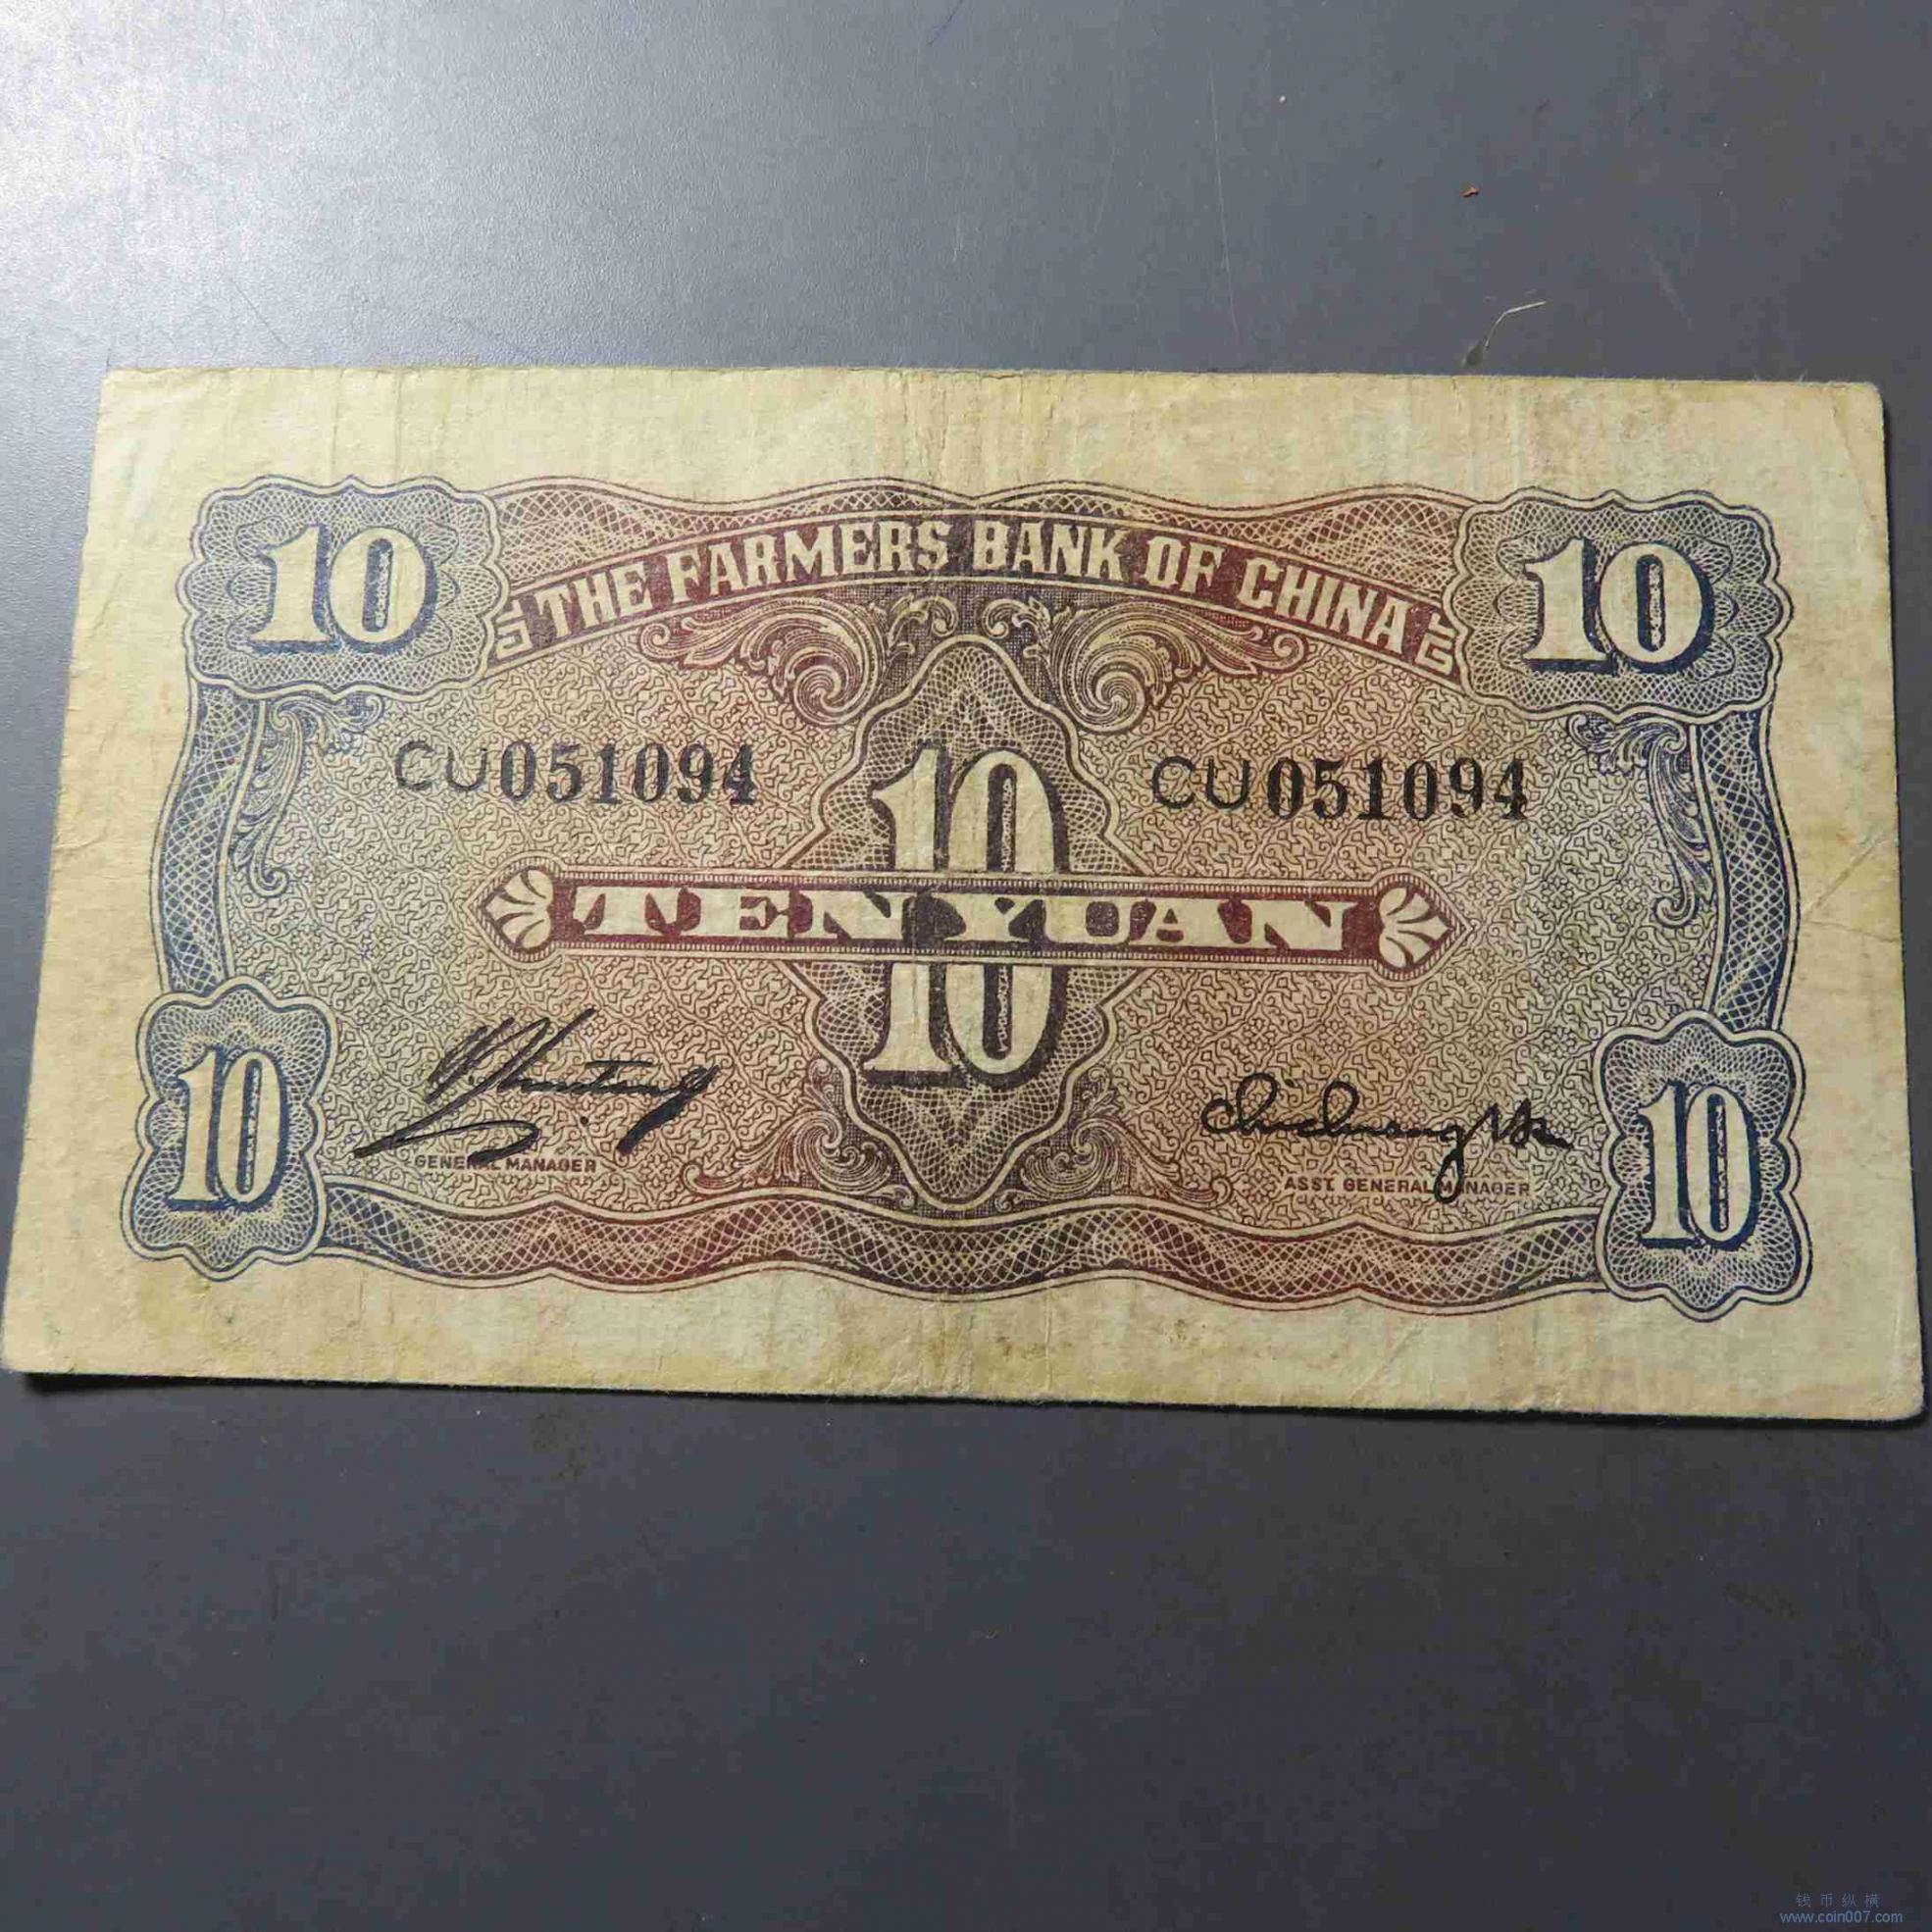 10 THE FARMERS BANK OF CHINA 10
CU051094 10 CU051094
TEN YUAN
10 10 10
GENERAL MANAGER ASST. GENERAL MANAGER
钱币纵横
www.coin007.com